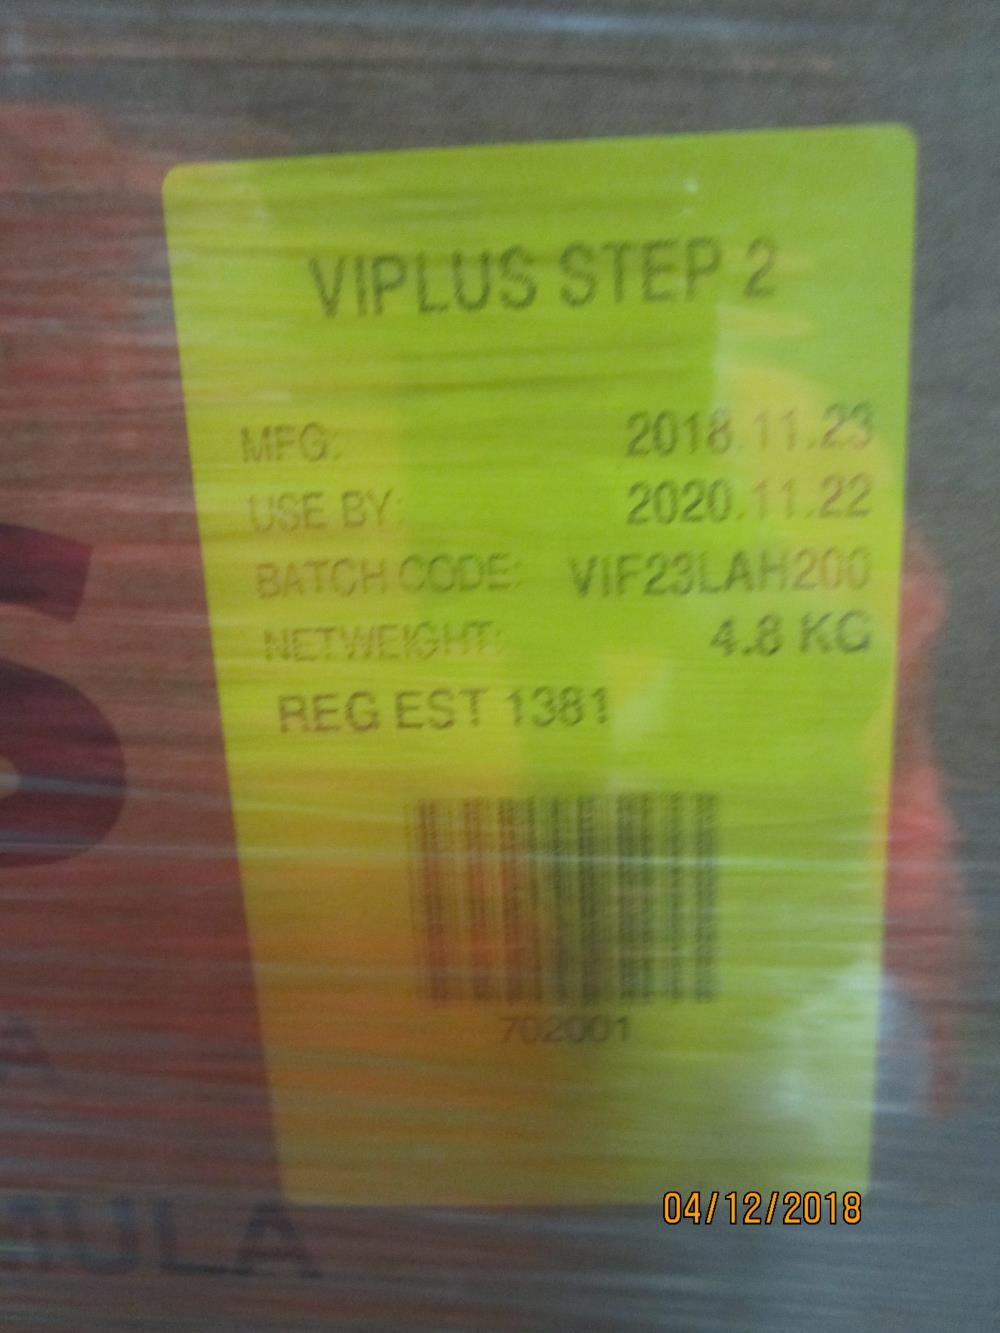 VIPLUS STEP 2
MFG: 2018.11.23
USE BY: 2020.11.22
BATCH CODE: VIF23LAH200
NETWEIGHT: 4.8 KG
REG EST 1381
702001
04/12/2018